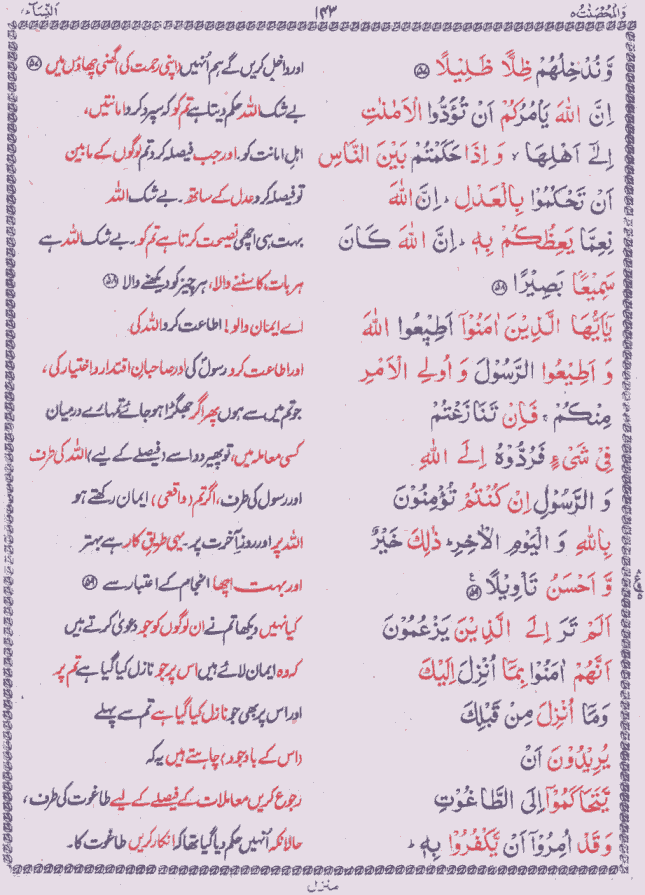 وَالْمُحْصَنٰتُ ۵ ۱۴۳ اَلنِّسَآء ۴
وَّنُدْخِلُهُمْ ظِلًّا ظَلِيْلًا ﴿۵۷﴾ اور داخل کریں گے ہم اُنہیں (اپنی رحمت کی) گھنی چھاؤں میں ﴿۵۷﴾
اِنَّ اللّٰهَ يَاْمُرُكُمْ اَنْ تُؤَدُّوا الْاَمٰنٰتِ بے شک اللہ حکم دیتا ہے تم کو کہ سپرد کرو امانتیں،
اِلٰٓى اَهْلِهَا ۙ وَ اِذَا حَكَمْتُمْ بَيْنَ النَّاسِ اہلِ امانت کو۔ اور جب فیصلہ کرو تم لوگوں کے مابین
اَنْ تَحْكُمُوْا بِالْعَدْلِ ؕ اِنَّ اللّٰهَ تو فیصلہ کرو عدل کے ساتھ۔ بے شک اللہ
نِعِمَّا يَعِظُكُمْ بِهٖ ؕ اِنَّ اللّٰهَ كَانَ بہت ہی اچھی نصیحت کرتا ہے تم کو۔ بے شک اللہ ہے
سَمِيْعًۢا بَصِيْرًا ﴿۵۸﴾ ہر بات کا سننے والا، ہر چیز کو دیکھنے والا ﴿۵۸﴾
يٰٓاَيُّهَا الَّذِيْنَ اٰمَنُوْٓا اَطِيْعُوا اللّٰهَ اے ایمان والو! اطاعت کرو اللہ کی
وَ اَطِيْعُوا الرَّسُوْلَ وَ اُولِي الْاَمْرِ اور اطاعت کرو رسولؐ کی اور صاحبانِ اقتدار و اختیار کی،
مِنْكُمْ ۚ فَاِنْ تَنَازَعْتُمْ جو تم میں سے ہوں پھر اگر جھگڑا ہو جائے تمہارے درمیان
فِيْ شَيْءٍ فَرُدُّوْهُ اِلَى اللّٰهِ کسی معاملہ میں، تو پھیر دو اسے (فیصلے کے لیے) اللہ کی طرف
وَ الرَّسُوْلِ اِنْ كُنْتُمْ تُؤْمِنُوْنَ اور رسول کی طرف، اگر تم (واقعی) ایمان رکھتے ہو
بِاللّٰهِ وَ الْيَوْمِ الْاٰخِرِ ؕ ذٰلِكَ خَيْرٌ اللہ پر اور روزِ آخرت پر۔ یہی طریقِ کار ہے بہتر
وَّ اَحْسَنُ تَاْوِيْلًا ﴿۵۹﴾ اور بہت اچھا انجام کے اعتبار سے ﴿۵۹﴾
اَلَمْ تَرَ اِلَى الَّذِيْنَ يَزْعُمُوْنَ کیا نہیں دیکھا تم نے ان لوگوں کو جو دعویٰ کرتے ہیں
اَنَّهُمْ اٰمَنُوْا بِمَآ اُنْزِلَ اِلَيْكَ کہ وہ ایمان لائے ہیں اس پر جو نازل کیا گیا ہے تم پر
وَمَآ اُنْزِلَ مِنْ قَبْلِكَ اور اس پر بھی جو نازل کیا گیا ہے تم سے پہلے
يُرِيْدُوْنَ اَنْ (اس کے باوجود) چاہتے ہیں یہ کہ
يَّتَحَاكَمُوْٓا اِلَى الطَّاغُوْتِ رجوع کریں معاملات کے فیصلے کے لیے طاغوت کی طرف،
وَ قَدْ اُمِرُوْٓا اَنْ يَّكْفُرُوْا بِهٖ ؕ حالانکہ اُنہیں حکم دیا گیا تھا کہ انکار کریں طاغوت کا۔
منزل